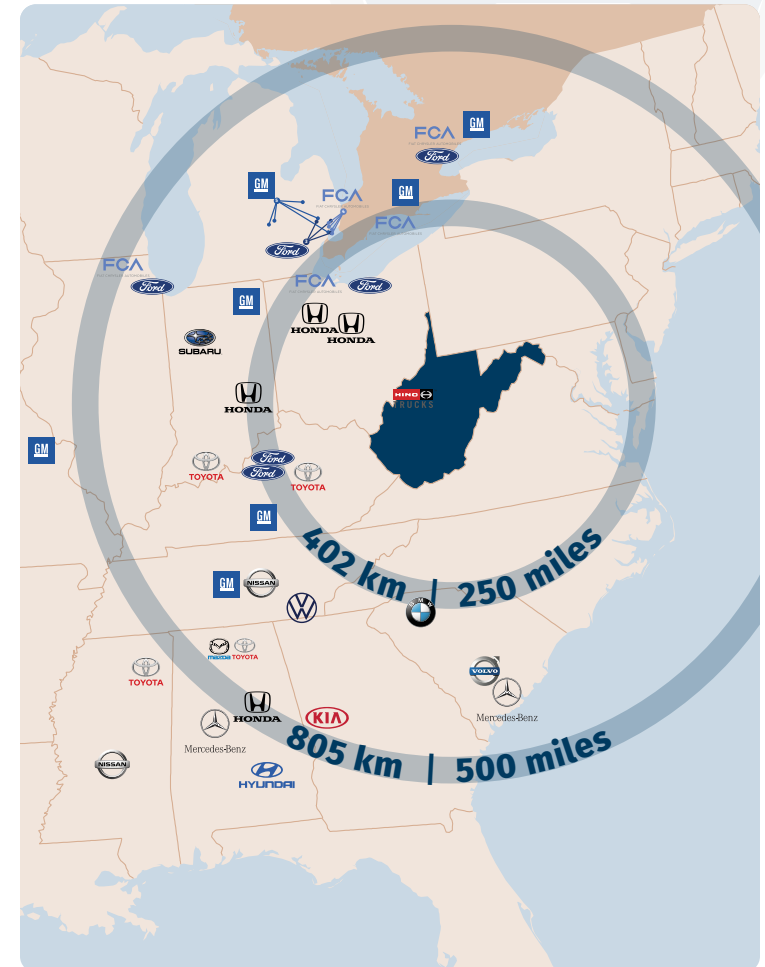 FCA
GM
Ford
GM
GM
FCA
FCA
Ford
FCA
Ford
FCA
Ford
GM
HONDA
HONDA
SUBARU
HINO
TRUCKS
HONDA
GM
Ford
Ford
TOYOTA
TOYOTA
GM
402 km | 250 miles
GM
NISSAN
BMW
mazda
TOYOTA
TOYOTA
VOLVO
Mercedes-Benz
HONDA
KIA
Mercedes-Benz
805 km | 500 miles
NISSAN
HYUNDAI